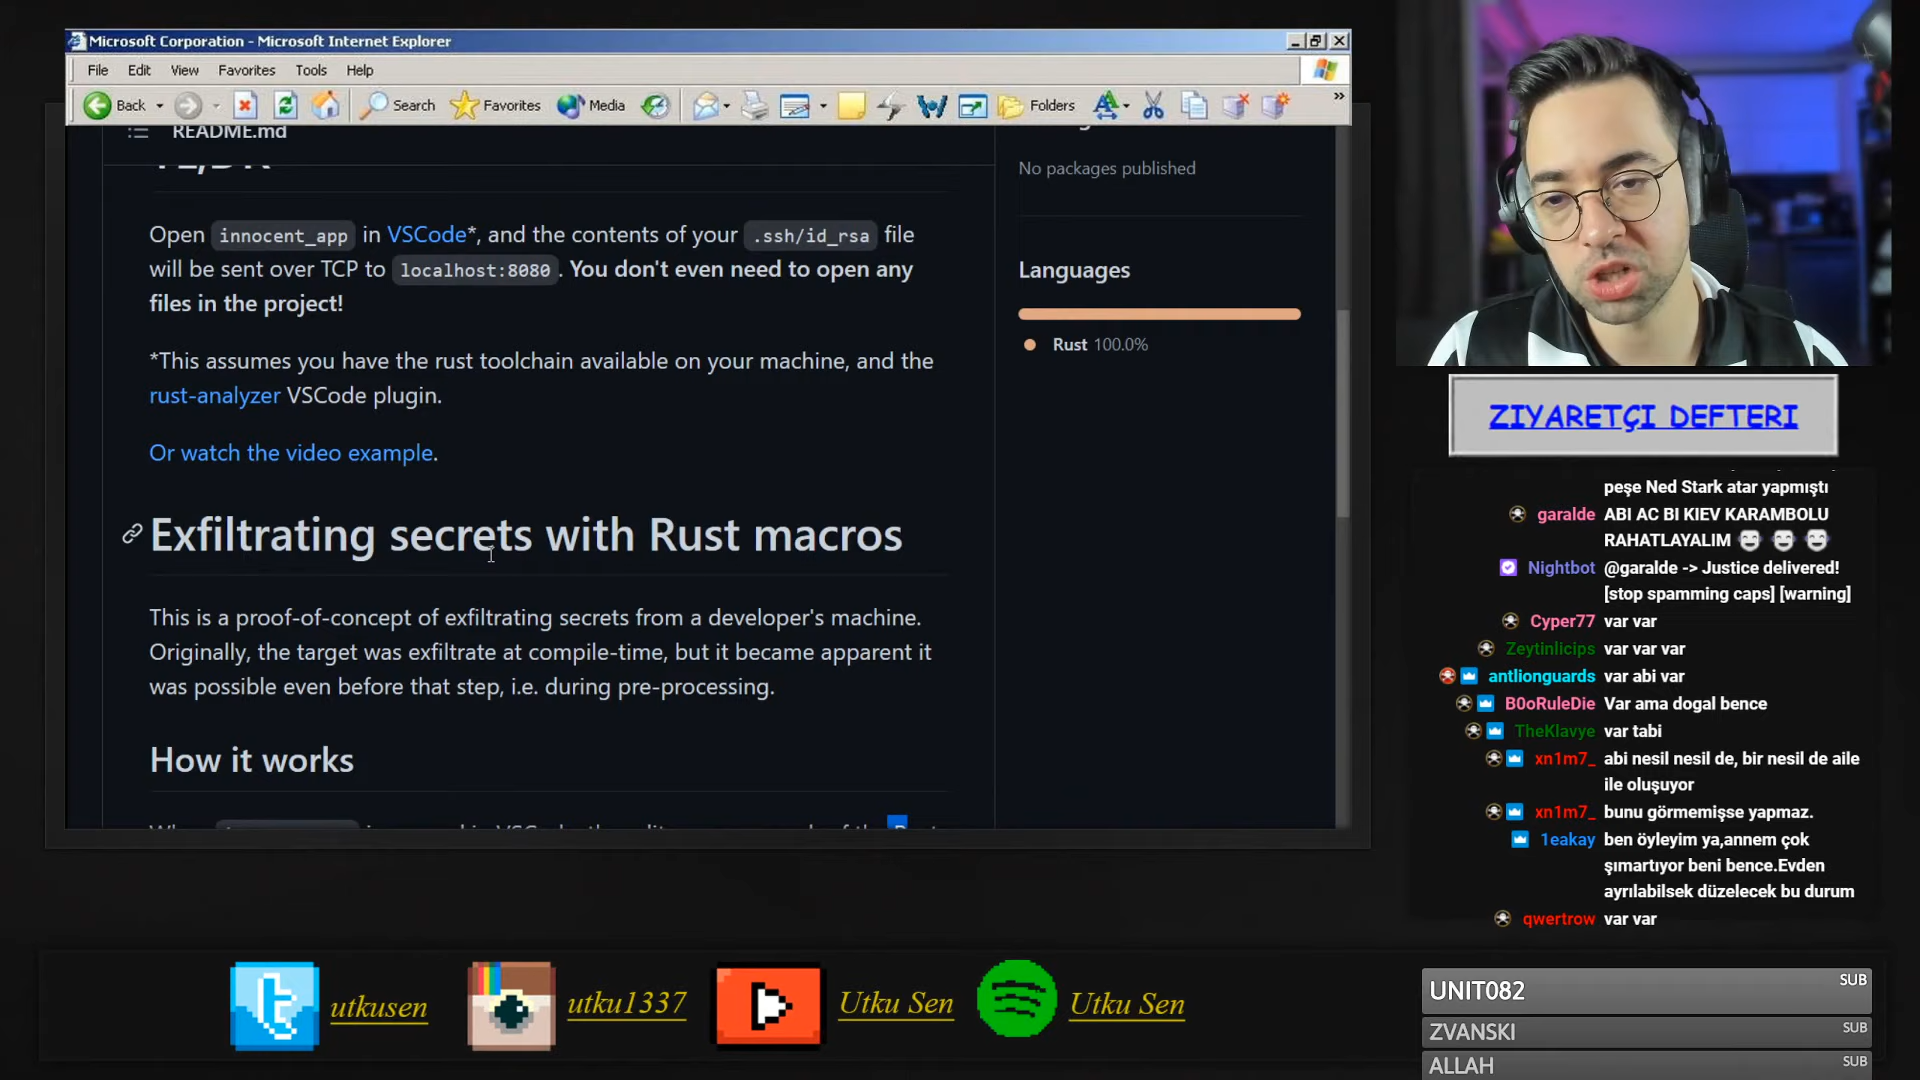 Microsoft Corporation - Microsoft Internet Explorer
File Edit View Favorites Tools Help
Back Search Favorites Media Folders
README.md
No packages published
Open innocent_app in VSCode*, and the contents of your .ssh/id_rsa file
will be sent over TCP to localhost:8080. You don't even need to open any
files in the project!
*This assumes you have the rust toolchain available on your machine, and the
rust-analyzer VSCode plugin.
Or watch the video example.
Exfiltrating secrets with Rust macros
This is a proof-of-concept of exfiltrating secrets from a developer's machine.
Originally, the target was exfiltrate at compile-time, but it became apparent it
was possible even before that step, i.e. during pre-processing.
How it works
Languages
Rust 100.0%
ZIYARETÇI DEFTERI
peşe Ned Stark atar yapmıştı
garalde ABI AC BI KIEV KARAMBOLU
RAHATLAYALIM
Nightbot @garalde -> Justice delivered!
[stop spamming caps] [warning]
Cyper77 var var
Zeytinlicips var var var
antlionguards var abi var
B0oRuleDie Var ama dogal bence
TheKlavye var tabi
xn1m7_ abi nesil nesil de, bir nesil de aile
ile oluşuyor
xn1m7_ bunu görmemişse yapmaz.
1eakay ben öyleyim ya,annem çok
şımartıyor beni bence.Evden
ayrılabilsek düzelecek bu durum
qwertrow var var
utkusen
utku1337
Utku Sen
Utku Sen
UNIT082 SUB
ZVANSKI SUB
ALLAH SUB